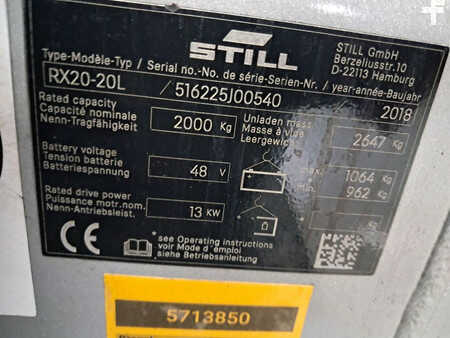 STILL
STILL GmbH
Berzeliusstr.10
D-22113 Hamburg
Type-Modèle-Typ / Serial no.-No. de série-Serien-Nr. / year-année-Baujahr
RX20-20L / 516225J00540 / 2018
Rated capacity
Capacité nominale
Nenn-Tragfähigkeit
2000 Kg
Unladen mass
Masse à vide
Leergewicht
2647 Kg
Battery voltage
Tension batterie
Batteriespannung
48 V
max. 1064 Kg
min. 962 Kg
Rated drive power
Puissance motr.nom.
Nenn-Antriebsleist.
13 KW
CE
*see Operating instructions
voir Mode d'emploi
siehe Betriebsanleitung
5713850